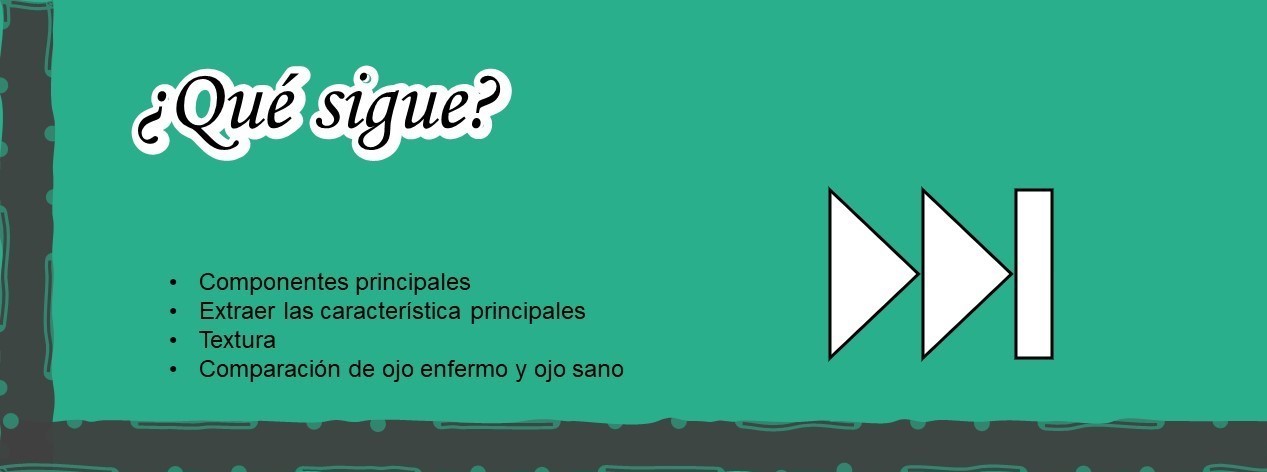 ¿Qué sigue?
• Componentes principales
• Extraer las característica principales
• Textura
• Comparación de ojo enfermo y ojo sano